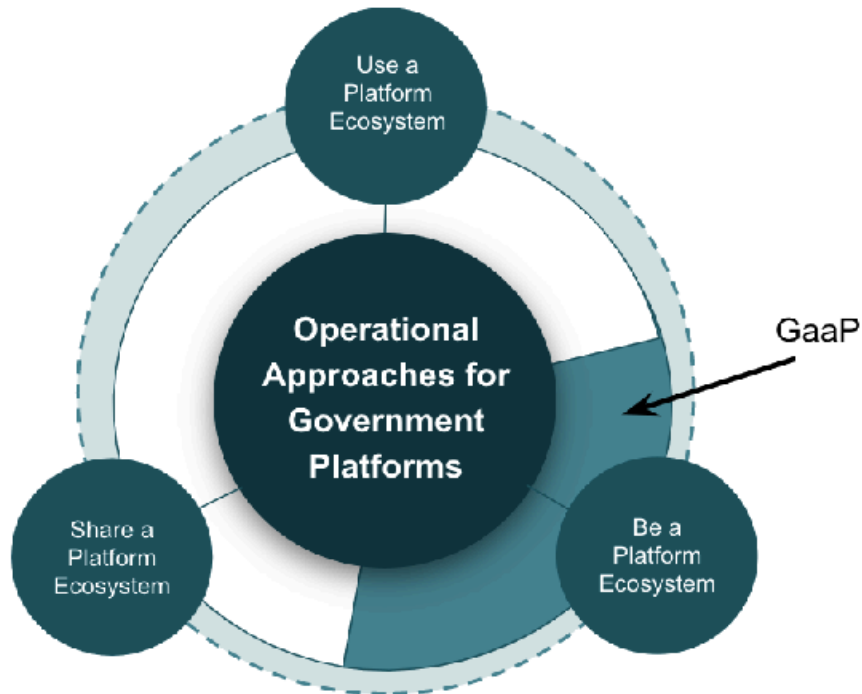 Use a
Platform
Ecosystem
Operational
Approaches for
Government
Platforms
GaaP
Share a
Platform
Ecosystem
Be a
Platform
Ecosystem